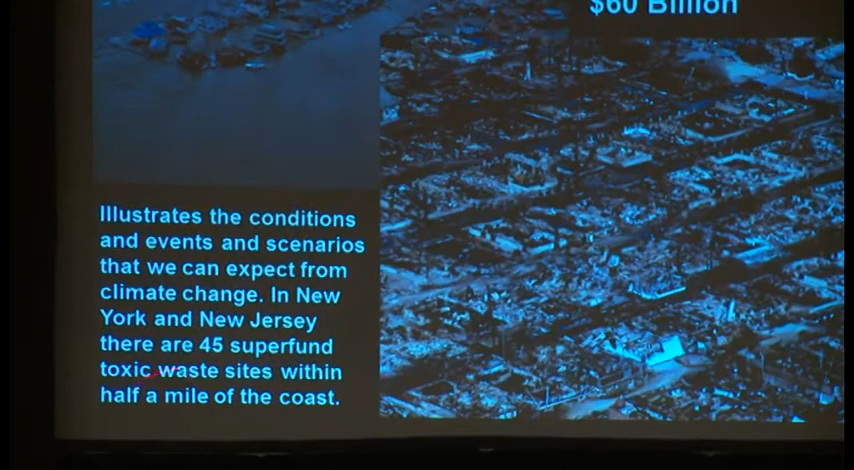 $60 Billion
Illustrates the conditions
and events and scenarios
that we can expect from
climate change. In New
York and New Jersey
there are 45 superfund
toxic waste sites within
half a mile of the coast.